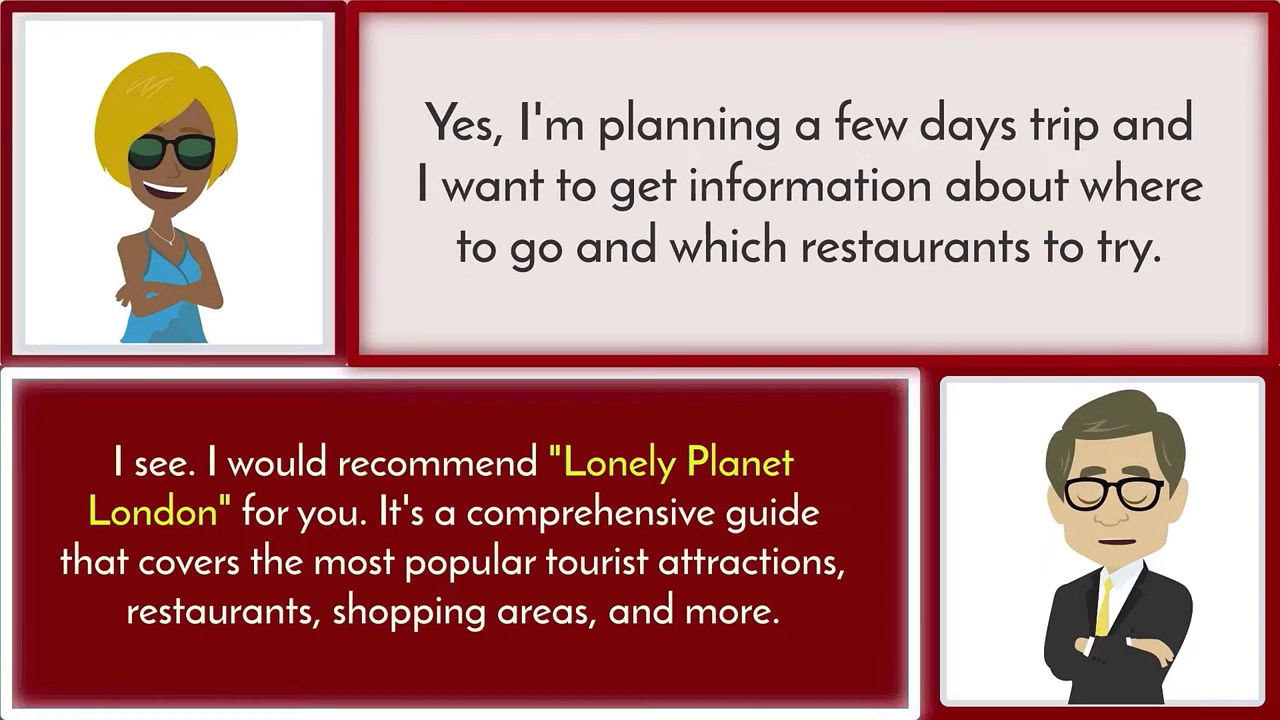 Yes, I'm planning a few days trip and
I want to get information about where
to go and which restaurants to try.
I see. I would recommend "Lonely Planet
London" for you. It's a comprehensive guide
that covers the most popular tourist attractions,
restaurants, shopping areas, and more.